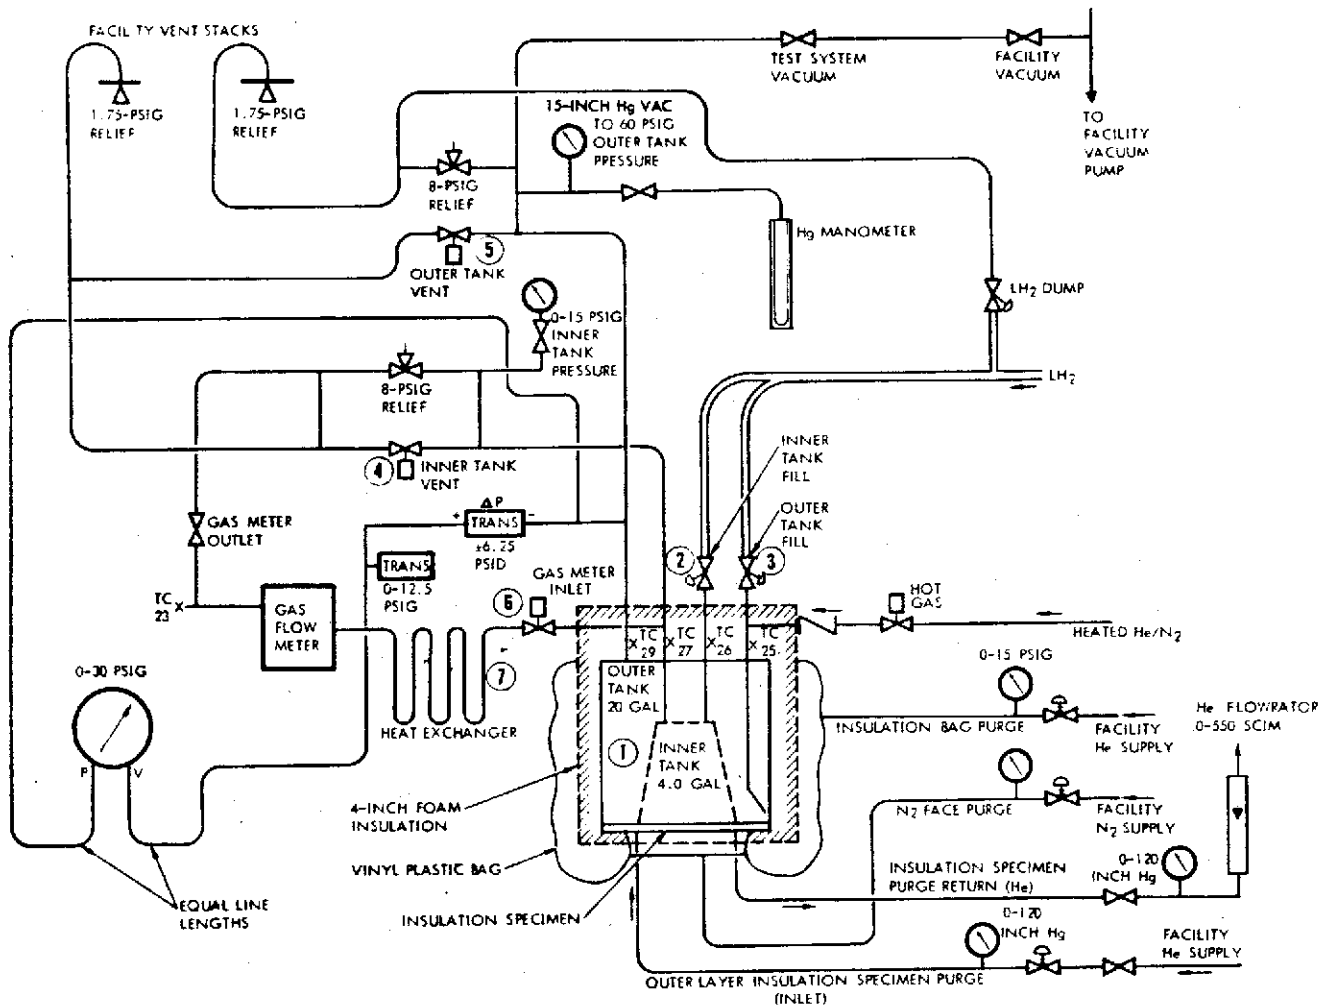 FACILITY VENT STACKS
1.75-PSIG
RELIEF
1.75-PSIG
RELIEF
TEST SYSTEM
VACUUM
FACILITY
VACUUM
TO
FACILITY
VACUUM
PUMP
15-INCH Hg VAC
TO 60 PSIG
OUTER TANK
PRESSURE
8-PSIG
RELIEF
Hg MANOMETER
5
OUTER TANK
VENT
LH2 DUMP
0-15 PSIG
INNER
TANK
PRESSURE
8-PSIG
RELIEF
LH2
4
INNER TANK
VENT
INNER
TANK
FILL
OUTER
TANK
FILL
GAS METER
OUTLET
ΔP
+ TRANS -
±6.25
PSID
TRANS
0-12.5
PSIG
2
3
TC
23
GAS
FLOW
METER
GAS METER
INLET
6
HOT
GAS
HEATED He/N2
TC
29
TC
27
TC
26
TC
25
0-30 PSIG
P
V
7
HEAT EXCHANGER
OUTER
TANK
20 GAL
0-15 PSIG
INSULATION BAG PURGE
FACILITY
He SUPPLY
He FLOWRATOR
0-550 SCIM
1
INNER
TANK
4.0 GAL
4-INCH FOAM
INSULATION
N2 FACE PURGE
FACILITY
N2 SUPPLY
VINYL PLASTIC BAG
INSULATION SPECIMEN
PURGE RETURN (He)
0-120
INCH Hg
EQUAL LINE
LENGTHS
INSULATION SPECIMEN
0-120
INCH Hg
FACILITY
He SUPPLY
OUTER LAYER INSULATION SPECIMEN PURGE
(INLET)